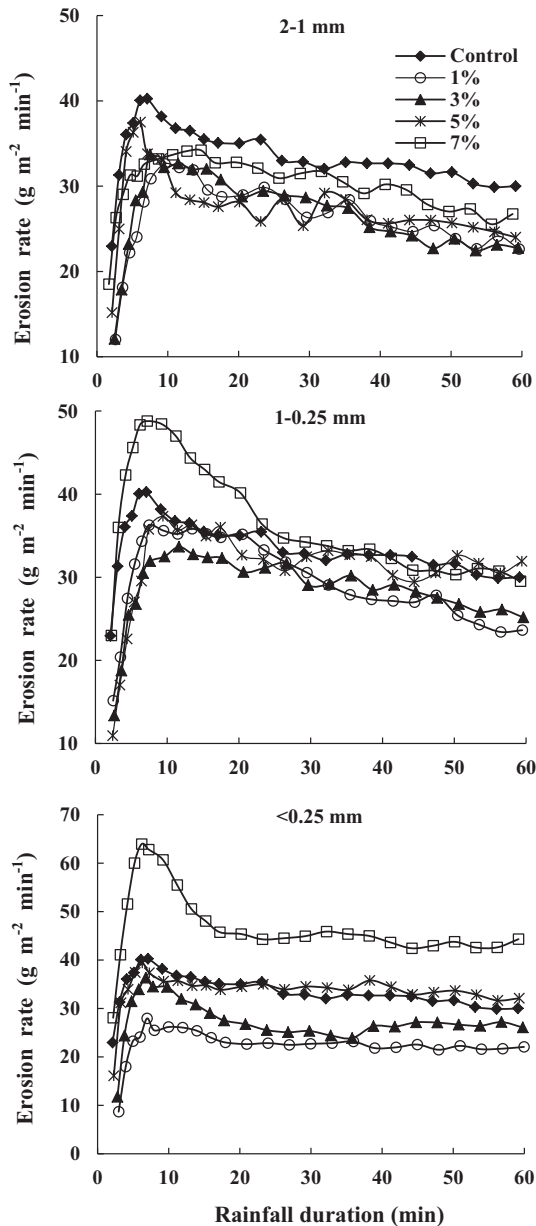 2-1 mm
Control
1%
3%
5%
7%
50
40
30
20
10
Erosion rate (g m⁻² min⁻¹)
0 10 20 30 40 50 60
1-0.25 mm
50
40
30
20
10
Erosion rate (g m⁻² min⁻¹)
0 10 20 30 40 50 60
<0.25 mm
70
60
50
40
30
20
10
0
Erosion rate (g m⁻² min⁻¹)
0 10 20 30 40 50 60
Rainfall duration (min)